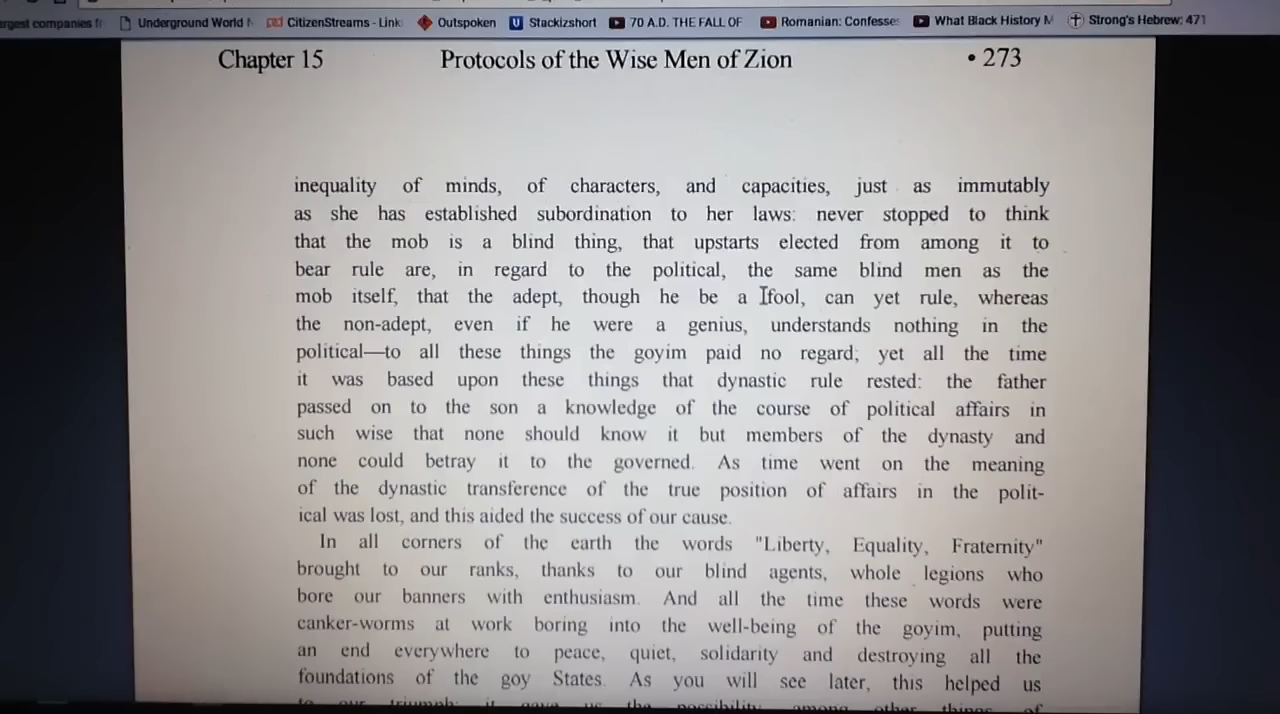 Underground World CitizenStreams - Link Outspoken Stackizshort 70 A.D. THE FALL OF Romanian: Confesse What Black History Strong's Hebrew: 471
Chapter 15 Protocols of the Wise Men of Zion • 273
inequality of minds, of characters, and capacities, just as immutably
as she has established subordination to her laws: never stopped to think
that the mob is a blind thing, that upstarts elected from among it to
bear rule are, in regard to the political, the same blind men as the
mob itself, that the adept, though he be a fool, can yet rule, whereas
the non-adept, even if he were a genius, understands nothing in the
political—to all these things the goyim paid no regard; yet all the time
it was based upon these things that dynastic rule rested: the father
passed on to the son a knowledge of the course of political affairs in
such wise that none should know it but members of the dynasty and
none could betray it to the governed. As time went on the meaning
of the dynastic transference of the true position of affairs in the polit-
ical was lost, and this aided the success of our cause.
In all corners of the earth the words "Liberty, Equality, Fraternity"
brought to our ranks, thanks to our blind agents, whole legions who
bore our banners with enthusiasm. And all the time these words were
canker-worms at work boring into the well-being of the goyim, putting
an end everywhere to peace, quiet, solidarity and destroying all the
foundations of the goy States. As you will see later, this helped us